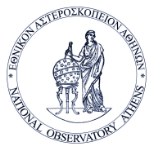 ΕΘΝΙΚΟΝ ΑΣΤΕΡΟΣΚΟΠΕΙΟΝ ΑΘΗΝΩΝ
NATIONAL OBSERVATORY ATHENS